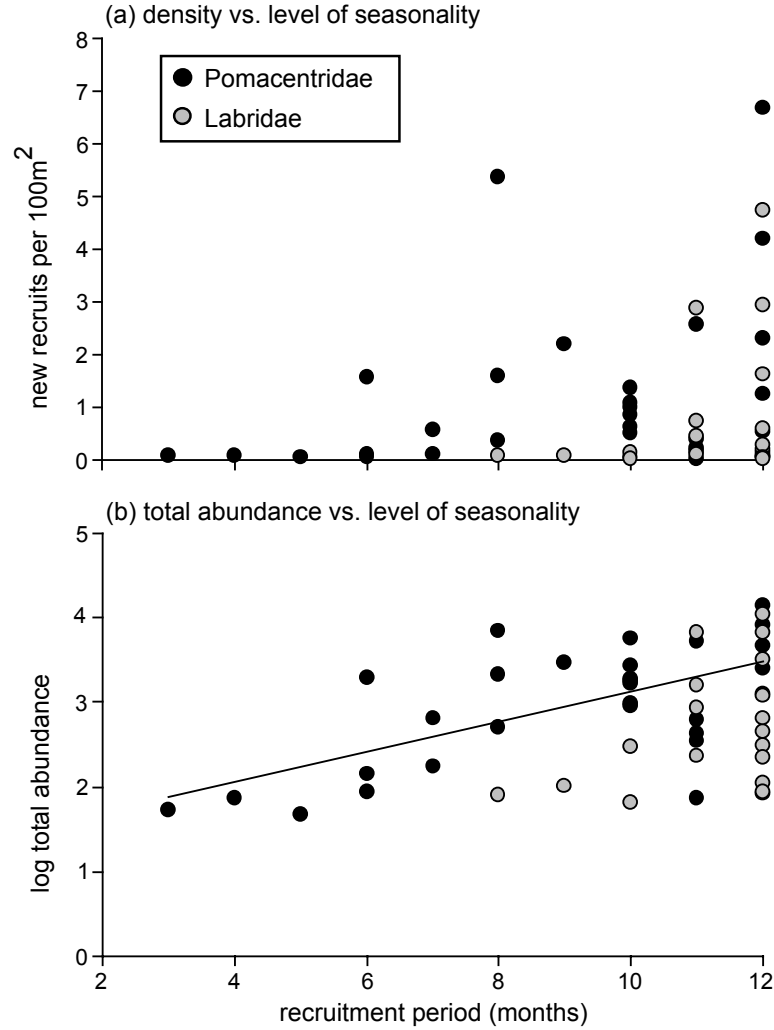 (a) density vs. level of seasonality
8
7
6
5
4
3
2
1
0
new recruits per 100m²
Pomacentridae
Labridae
(b) total abundance vs. level of seasonality
5
4
3
2
1
0
log total abundance
2 4 6 8 10 12
recruitment period (months)